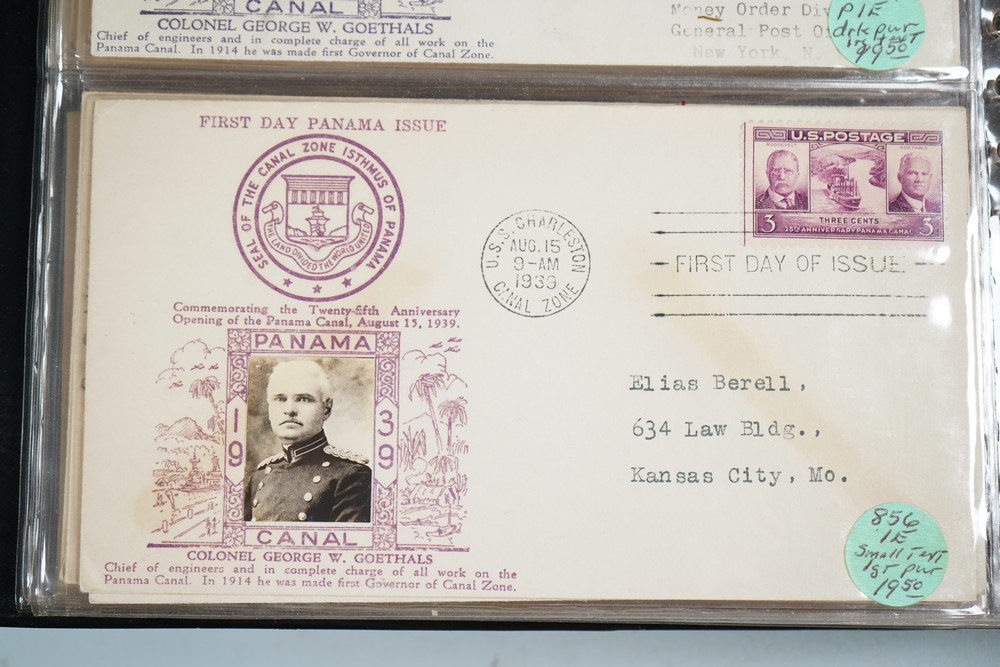 CANAL
COLONEL GEORGE W. GOETHALS
Chief of engineers and in complete charge of all work on the
Panama Canal. In 1914 he was made first Governor of Canal Zone.
Money Order Div
General Post O
New York, N.
P1E
drk pur
1950
FIRST DAY PANAMA ISSUE
SEAL OF THE CANAL ZONE ISTHMUS OF PANAMA
THE LAND DIVIDED THE WORLD UNITED
Commemorating the Twenty-fifth Anniversary
Opening of the Panama Canal, August 15, 1939.
PANAMA
19 39
CANAL
COLONEL GEORGE W. GOETHALS
Chief of engineers and in complete charge of all work on the
Panama Canal. In 1914 he was made first Governor of Canal Zone.
U.S.S. CHARLESTON
AUG. 15
9-AM
1939
CANAL ZONE
U.S. POSTAGE
ROOSEVELT GOETHALS
THREE CENTS
3 3
25TH ANNIVERSARY PANAMA CANAL
FIRST DAY OF ISSUE
Elias Berell,
634 Law Bldg.,
Kansas City, Mo.
856
1E
Small Text
lgt pur
1950